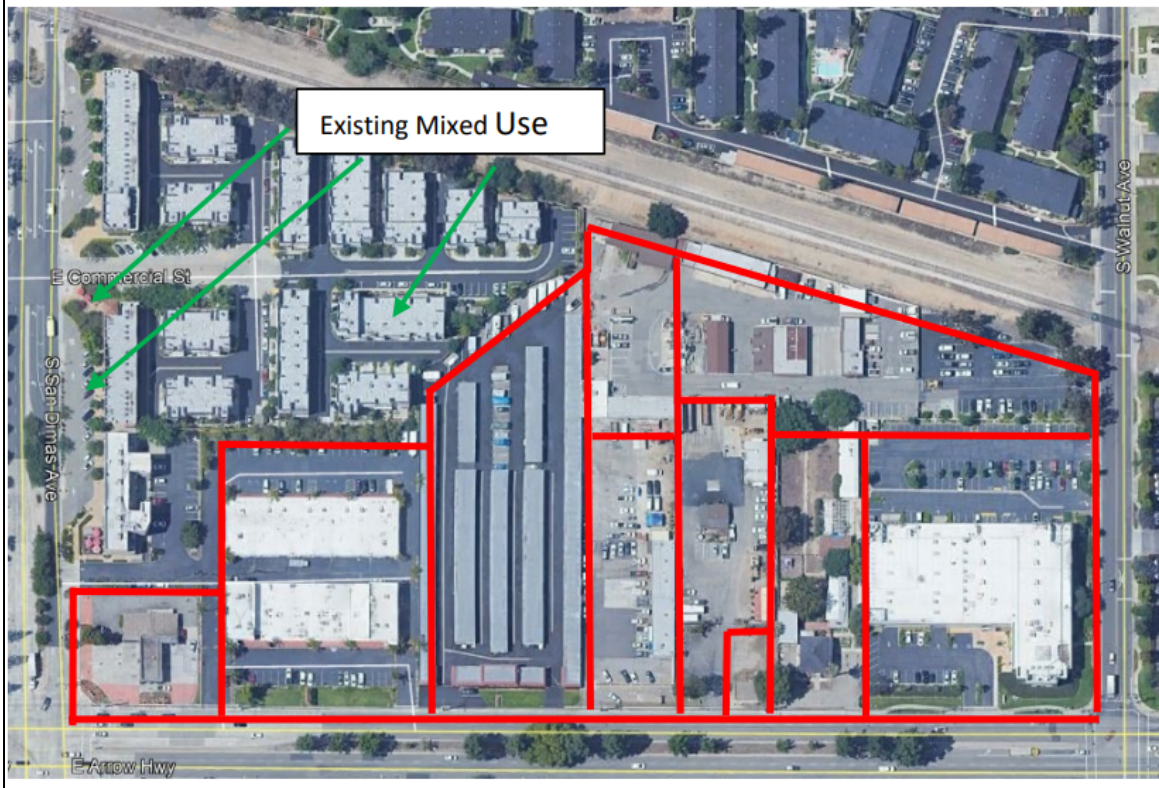 Existing Mixed Use
S Walnut Ave
E Commercial St
S San Dimas Ave
E Arrow Hwy